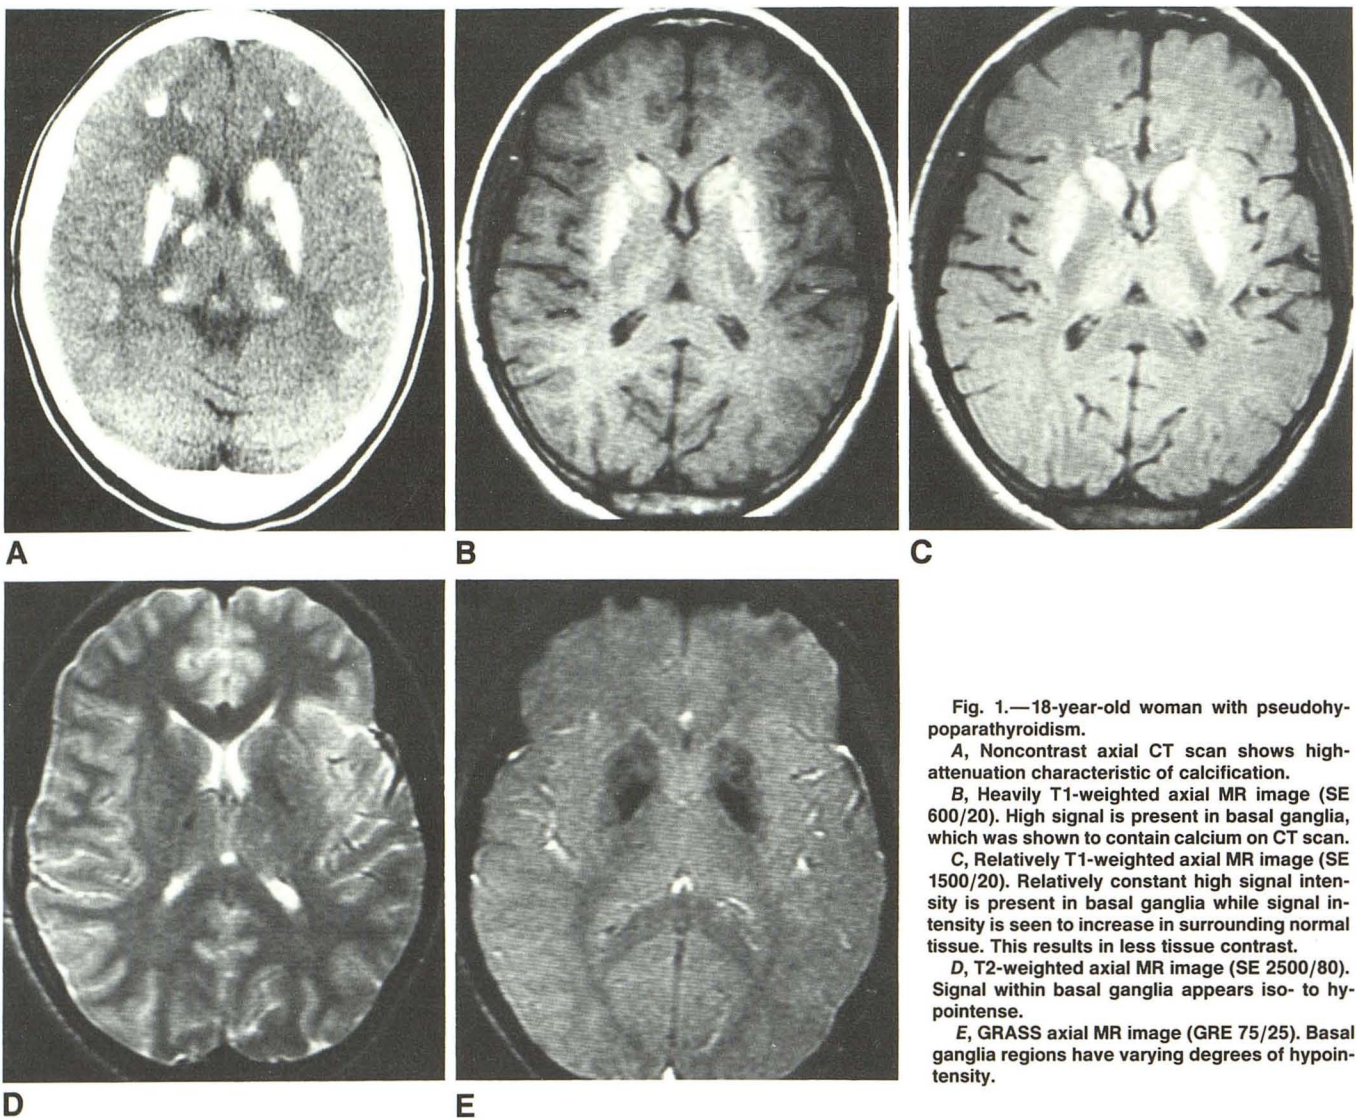 A
B
C
D
E
Fig. 1.—18-year-old woman with pseudohy-
poparathyroidism.
A, Noncontrast axial CT scan shows high-
attenuation characteristic of calcification.
B, Heavily T1-weighted axial MR image (SE
600/20). High signal is present in basal ganglia,
which was shown to contain calcium on CT scan.
C, Relatively T1-weighted axial MR image (SE
1500/20). Relatively constant high signal inten-
sity is present in basal ganglia while signal in-
tensity is seen to increase in surrounding normal
tissue. This results in less tissue contrast.
D, T2-weighted axial MR image (SE 2500/80).
Signal within basal ganglia appears iso- to hy-
pointense.
E, GRASS axial MR image (GRE 75/25). Basal
ganglia regions have varying degrees of hypoin-
tensity.